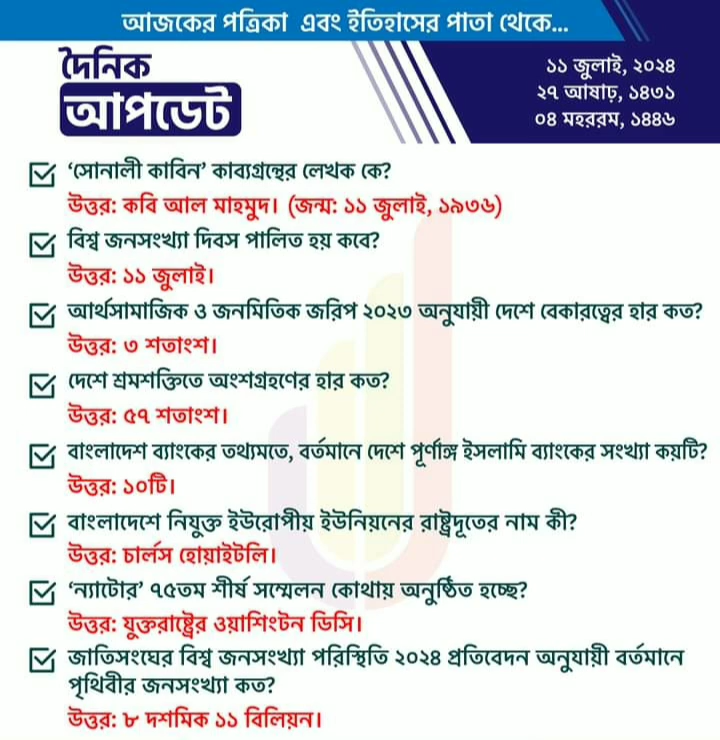 আজকের পত্রিকা এবং ইতিহাসের পাতা থেকে...
দৈনিক
আপডেট
১১ জুলাই, ২০২৪
২৭ আষাঢ়, ১৪৩১
০৪ মহররম, ১৪৪৬
‘সোনালী কাবিন’ কাব্যগ্রন্থের লেখক কে?
উত্তর: কবি আল মাহমুদ। (জন্ম: ১১ জুলাই, ১৯৩৬)
বিশ্ব জনসংখ্যা দিবস পালিত হয় কবে?
উত্তর: ১১ জুলাই।
আর্থসামাজিক ও জনমিতিক জরিপ ২০২৩ অনুযায়ী দেশে বেকারত্বের হার কত?
উত্তর: ৩ শতাংশ।
দেশে শ্রমশক্তিতে অংশগ্রহণের হার কত?
উত্তর: ৫৭ শতাংশ।
বাংলাদেশ ব্যাংকের তথ্যমতে, বর্তমানে দেশে পূর্ণাঙ্গ ইসলামি ব্যাংকের সংখ্যা কয়টি?
উত্তর: ১০টি।
বাংলাদেশে নিযুক্ত ইউরোপীয় ইউনিয়নের রাষ্ট্রদূতের নাম কী?
উত্তর: চার্লস হোয়াইটলি।
‘ন্যাটোর’ ৭৫তম শীর্ষ সম্মেলন কোথায় অনুষ্ঠিত হচ্ছে?
উত্তর: যুক্তরাষ্ট্রের ওয়াশিংটন ডিসি।
জাতিসংঘের বিশ্ব জনসংখ্যা পরিস্থিতি ২০২৪ প্রতিবেদন অনুযায়ী বর্তমানে
পৃথিবীর জনসংখ্যা কত?
উত্তর: ৮ দশমিক ১১ বিলিয়ন।